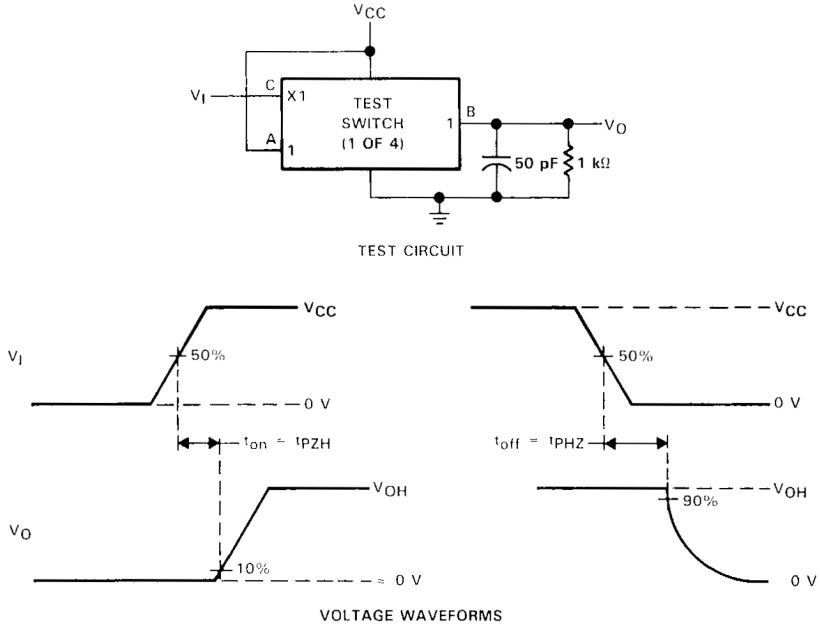 VCC
VI C X1 TEST SWITCH (1 OF 4) 1 B VO
A 1
50 pF 1 kΩ
TEST CIRCUIT
VCC VCC
VI 50% 50%
0 V 0 V
ton = tPZH toff = tPHZ
VOH VOH
90%
VO
10%
= 0 V 0 V
VOLTAGE WAVEFORMS